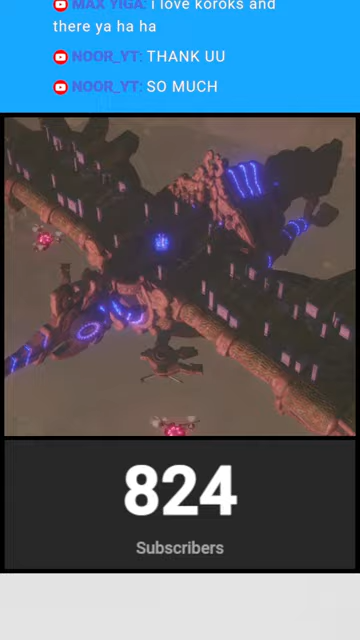 MAX YIGA: i love koroks and
there ya ha ha
NOOR_YT: THANK UU
NOOR_YT: SO MUCH
824
Subscribers